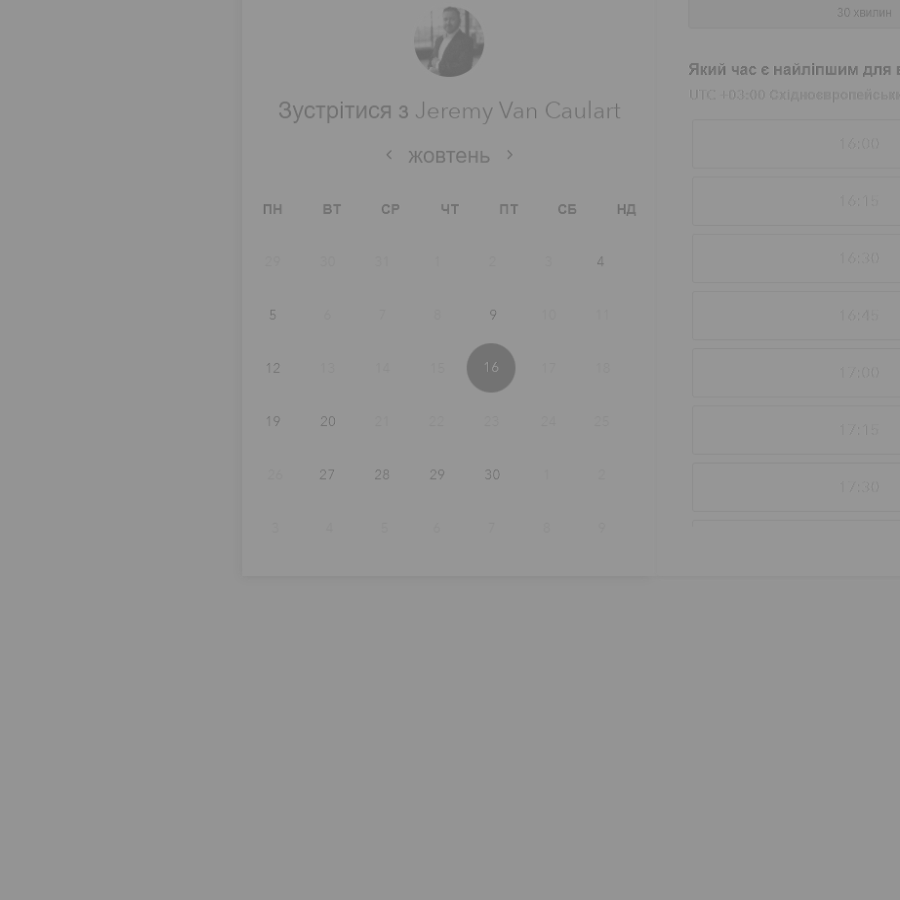 30 хвилин
Зустрітися з Jeremy Van Caulart
жовтень
ПН ВТ СР ЧТ ПТ СБ НД
29 30 31 1 2 3 4
5 6 7 8 9 10 11
12 13 14 15 16 17 18
19 20 21 22 23 24 25
26 27 28 29 30 1 2
3 4 5 6 7 8 9
Який час є найліпшим для
UTC +03:00
16:00
16:15
16:30
16:45
17:00
17:15
17:30